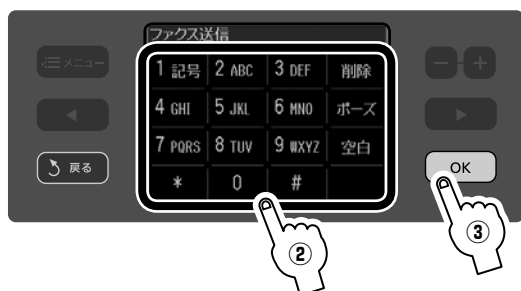 ファクス送信
メニュー
1 記号 2 ABC 3 DEF 削除
- +
4 GHI 5 JKL 6 MNO ポーズ
7 PQRS 8 TUV 9 WXYZ 空白
戻る
OK
* 0 #
②
③